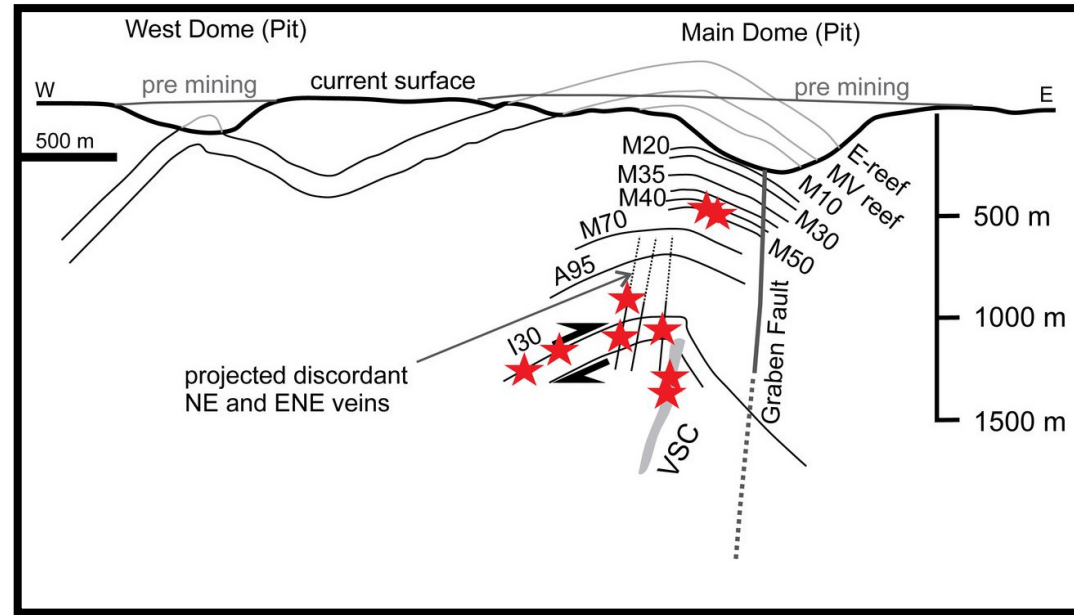 West Dome (Pit)
Main Dome (Pit)
W
pre mining
current surface
pre mining
E
500 m
M20
M35
M40
M70
A95
I30
E-reef
MV reef
M10
M30
M50
500 m
1000 m
1500 m
Graben Fault
projected discordant
NE and ENE veins
VSC